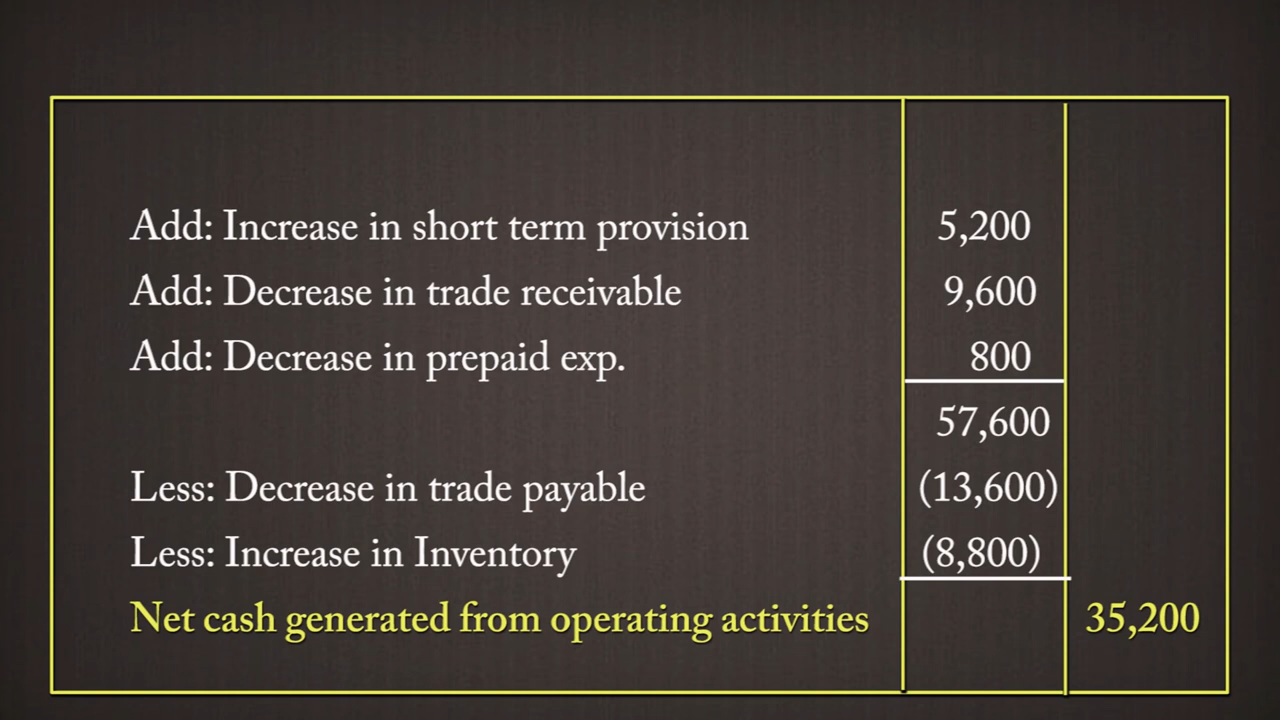 Add: Increase in short term provision 5,200
Add: Decrease in trade receivable 9,600
Add: Decrease in prepaid exp. 800
57,600
Less: Decrease in trade payable (13,600)
Less: Increase in Inventory (8,800)
Net cash generated from operating activities 35,200